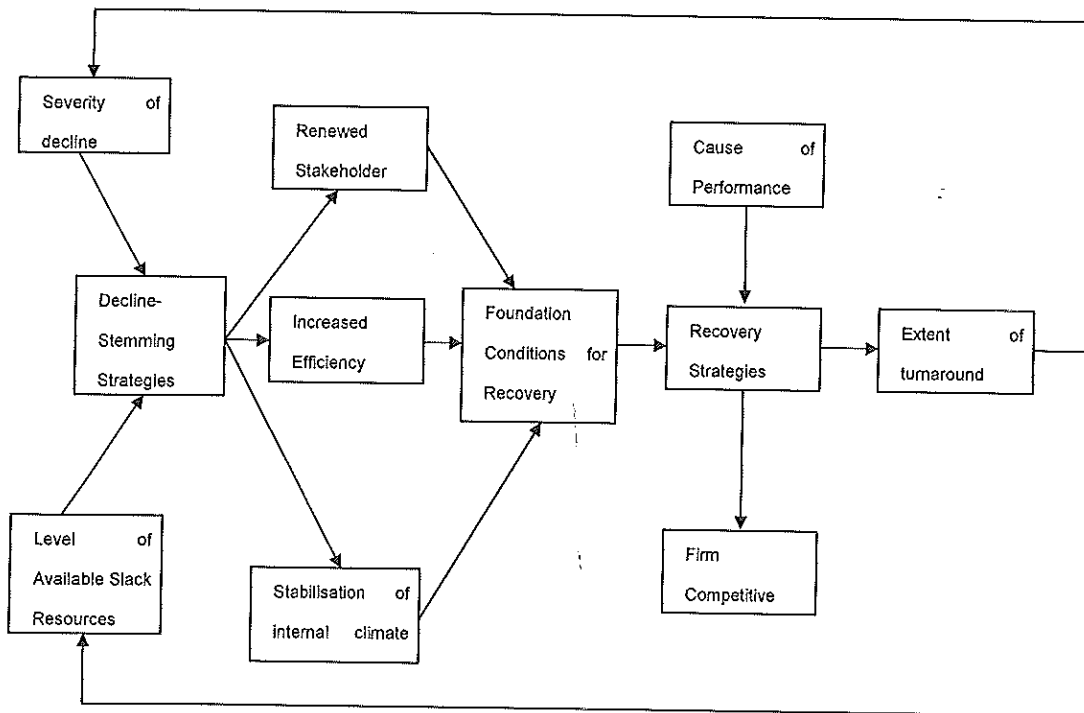 Severity of
decline
Renewed
Stakeholder
Cause of
Performance
Decline-
Stemming
Strategies
Increased
Efficiency
Foundation
Conditions for
Recovery
Recovery
Strategies
Extent of
turnaround
Level of
Available Slack
Resources
Stabilisation of
internal climate
Firm
Competitive